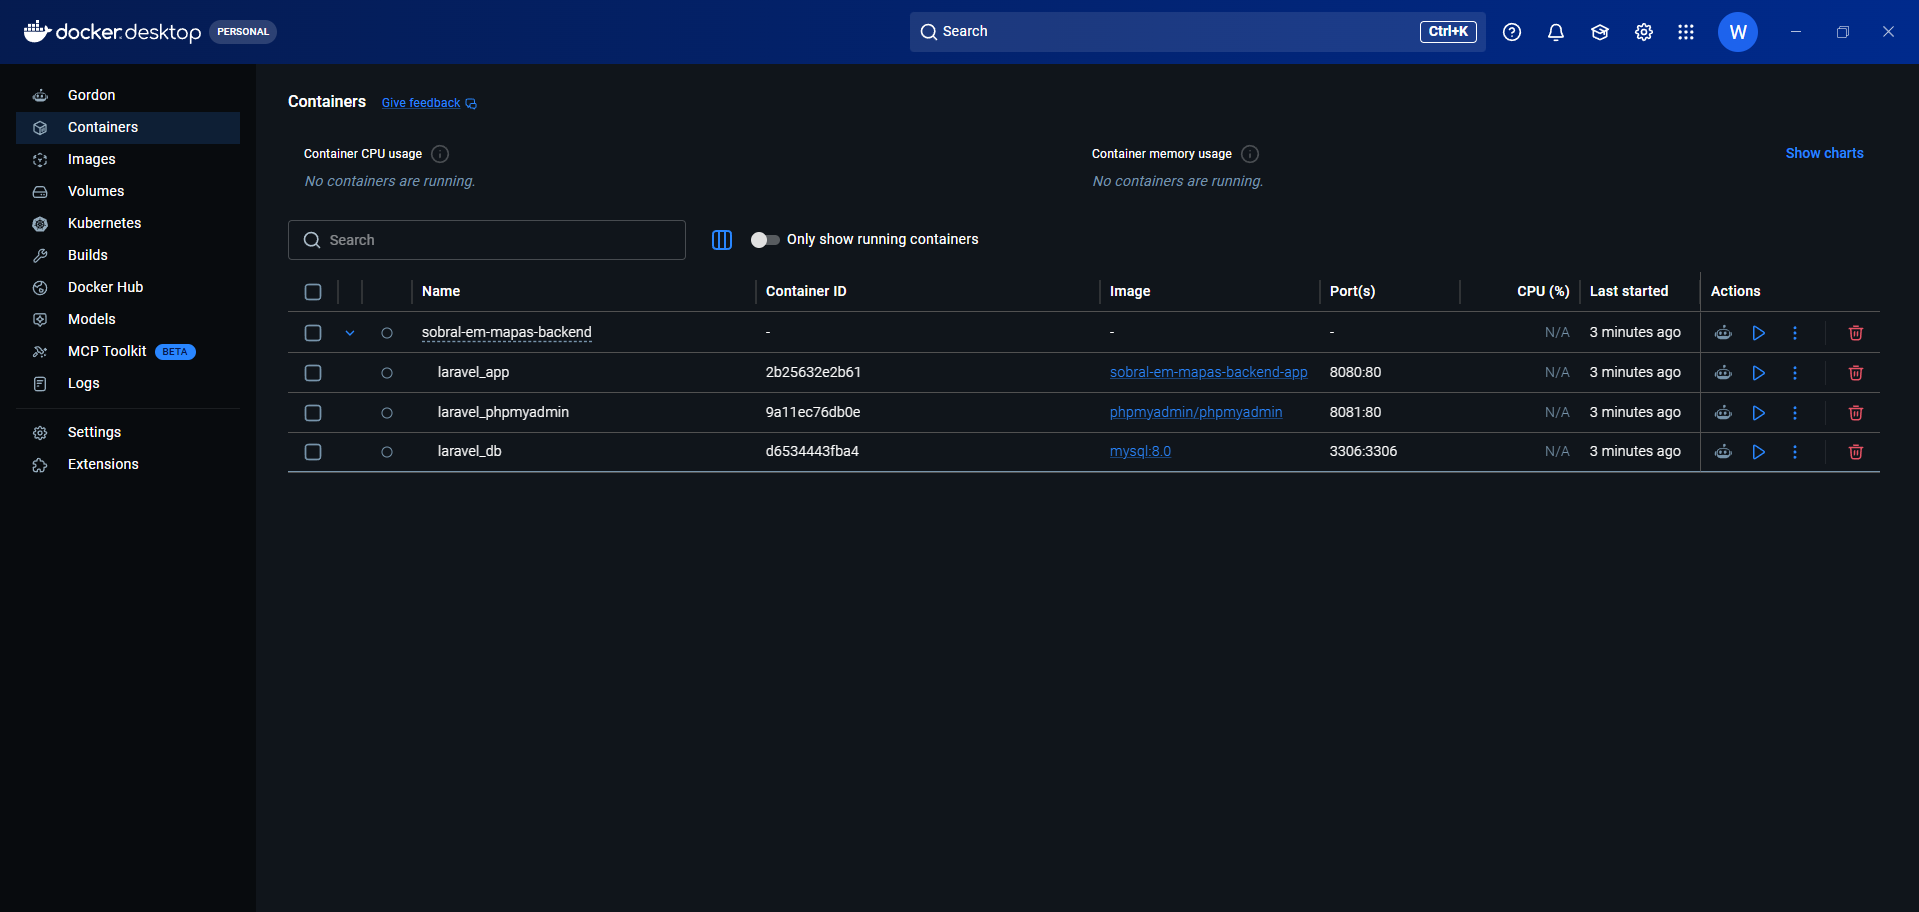 docker.desktop PERSONAL Search Ctrl+K W
Gordon
Containers
Images
Volumes
Kubernetes
Builds
Docker Hub
Models
MCP Toolkit BETA
Logs
Settings
Extensions
Containers Give feedback
Container CPU usage
No containers are running.
Container memory usage
No containers are running.
Show charts
Search
Only show running containers
Name Container ID Image Port(s) CPU (%) Last started Actions
sobral-em-mapas-backend - - - N/A 3 minutes ago
laravel_app 2b25632e2b61 sobral-em-mapas-backend-app 8080:80 N/A 3 minutes ago
laravel_phpmyadmin 9a11ec76db0e phpmyadmin/phpmyadmin 8081:80 N/A 3 minutes ago
laravel_db d6534443fba4 mysql:8.0 3306:3306 N/A 3 minutes ago